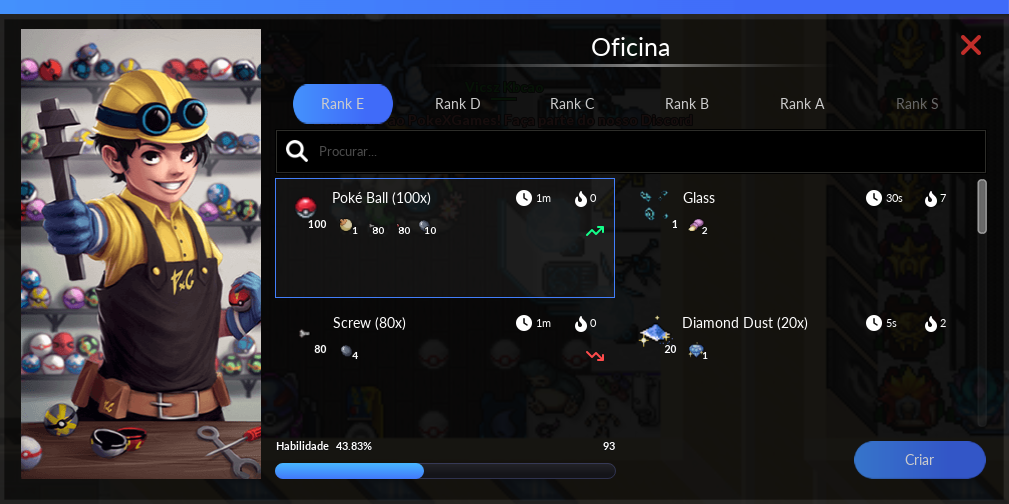 Oficina
Rank E Rank D Rank C Rank B Rank A Rank S
Procurar...
Poké Ball (100x) 1m 0
100 1 80 80 10
Glass 30s 7
1 2
Screw (80x) 1m 0
80 4
Diamond Dust (20x) 5s 2
20 1
Habilidade 43.83% 93
Criar